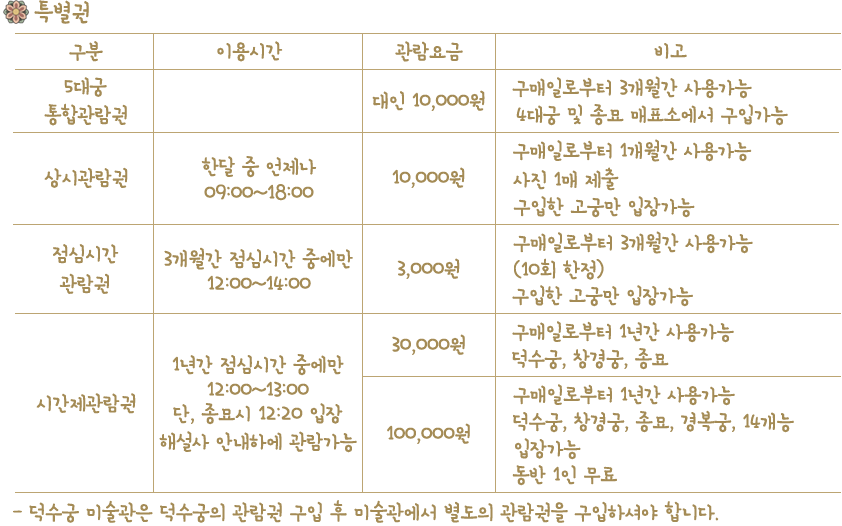 특별권
구분 이용시간 관람요금 비고
5대궁
통합관람권
대인 10,000원
구매일로부터 3개월간 사용가능
4대궁 및 종묘 매표소에서 구입가능
상시관람권
한달 중 언제나
09:00~18:00
10,000원
구매일로부터 1개월간 사용가능
사진 1매 제출
구입한 고궁만 입장가능
점심시간
관람권
3개월간 점심시간 중에만
12:00~14:00
3,000원
구매일로부터 3개월간 사용가능
(10회 한정)
구입한 고궁만 입장가능
시간제관람권
1년간 점심시간 중에만
12:00~13:00
단, 종묘시 12:20 입장
해설사 안내하에 관람가능
30,000원
구매일로부터 1년간 사용가능
덕수궁, 창경궁, 종묘
100,000원
구매일로부터 1년간 사용가능
덕수궁, 창경궁, 종묘, 경복궁, 14개능
입장가능
동반 1인 무료
- 덕수궁 미술관은 덕수궁의 관람권 구입 후 미술관에서 별도의 관람권을 구입하셔야 합니다.